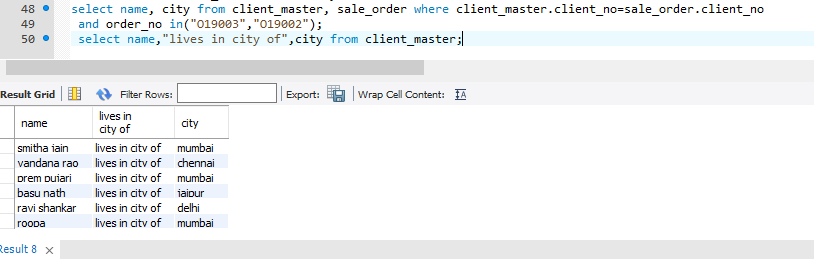 48 select name, city from client_master, sale_order where client_master.client_no=sale_order.client_no
49 and order_no in("O19003","O19002");
50 select name,"lives in city of",city from client_master;
Result Grid Filter Rows: Export: Wrap Cell Content:
name lives in city of city
smitha jain lives in city of mumbai
vandana rao lives in city of chennai
prem pujari lives in city of mumbai
basu nath lives in city of jaipur
ravi shankar lives in city of delhi
roopa lives in city of mumbai
Result 8